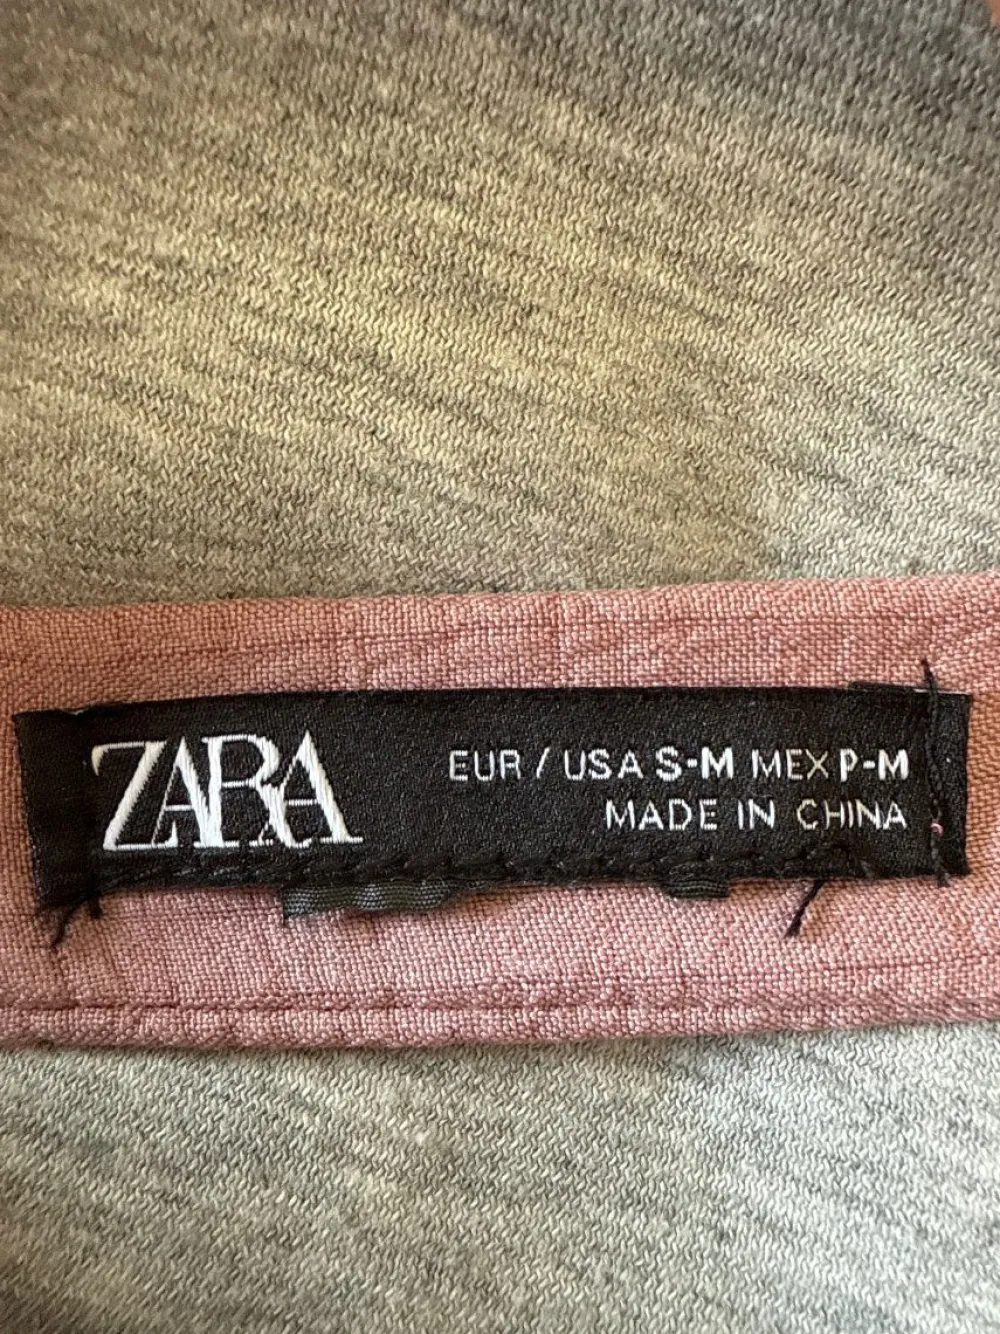 ZARA
EUR / USA S-M MEX P-M
MADE IN CHINA